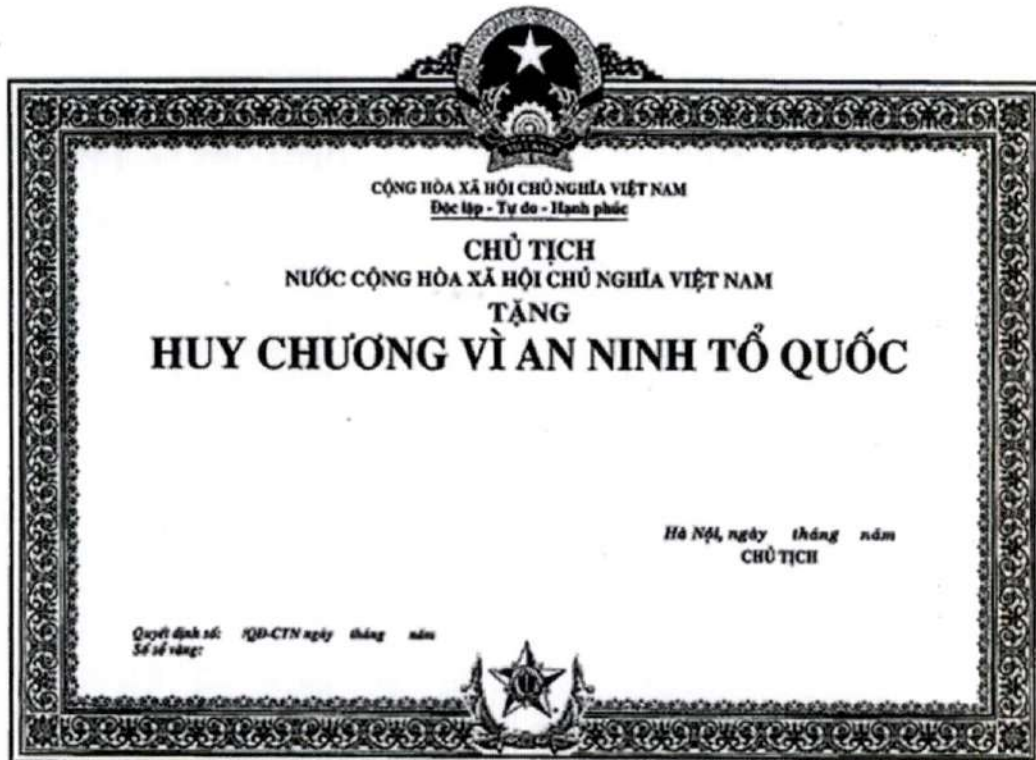 CỘNG HÒA XÃ HỘI CHỦ NGHĨA VIỆT NAM
Độc lập - Tự do - Hạnh phúc
CHỦ TỊCH
NƯỚC CỘNG HÒA XÃ HỘI CHỦ NGHĨA VIỆT NAM
TẶNG
HUY CHƯƠNG VÌ AN NINH TỔ QUỐC
Hà Nội, ngày tháng năm
CHỦ TỊCH
Quyết định số: /QĐ-CTN ngày tháng năm
Số sổ vàng: